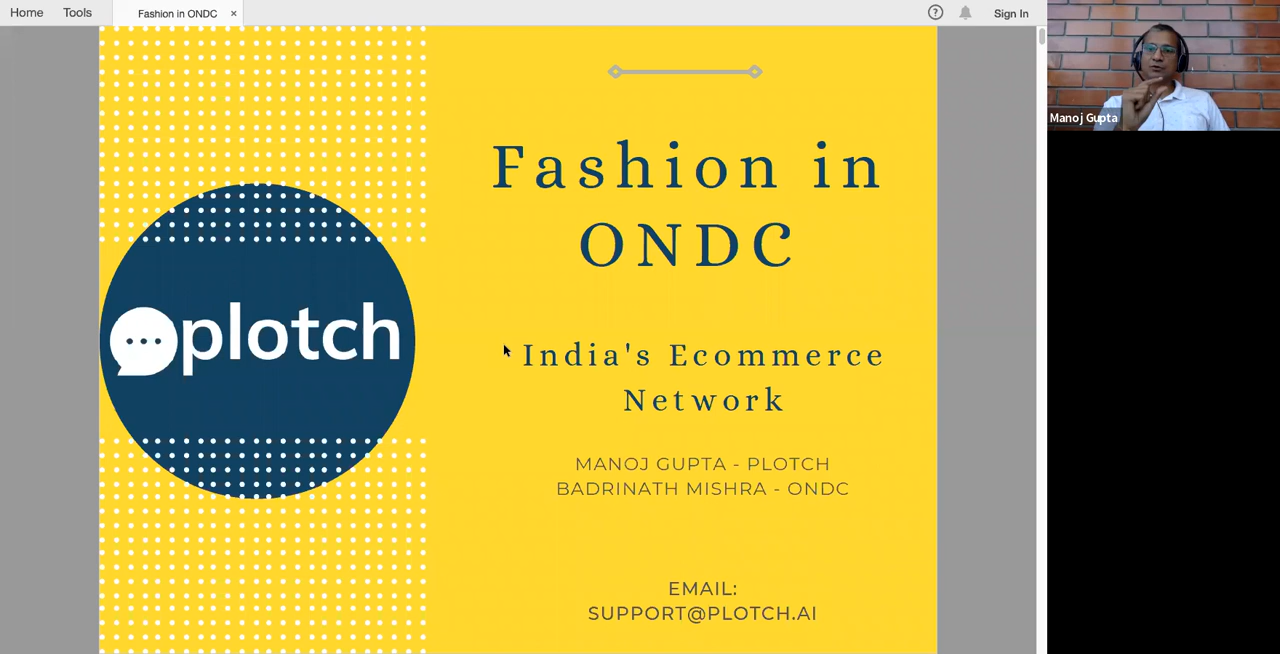 Home Tools Fashion in ONDC × Sign In
Manoj Gupta
Fashion in
ONDC
plotch
India's Ecommerce
Network
MANOJ GUPTA - PLOTCH
BADRINATH MISHRA - ONDC
EMAIL:
SUPPORT@PLOTCH.AI